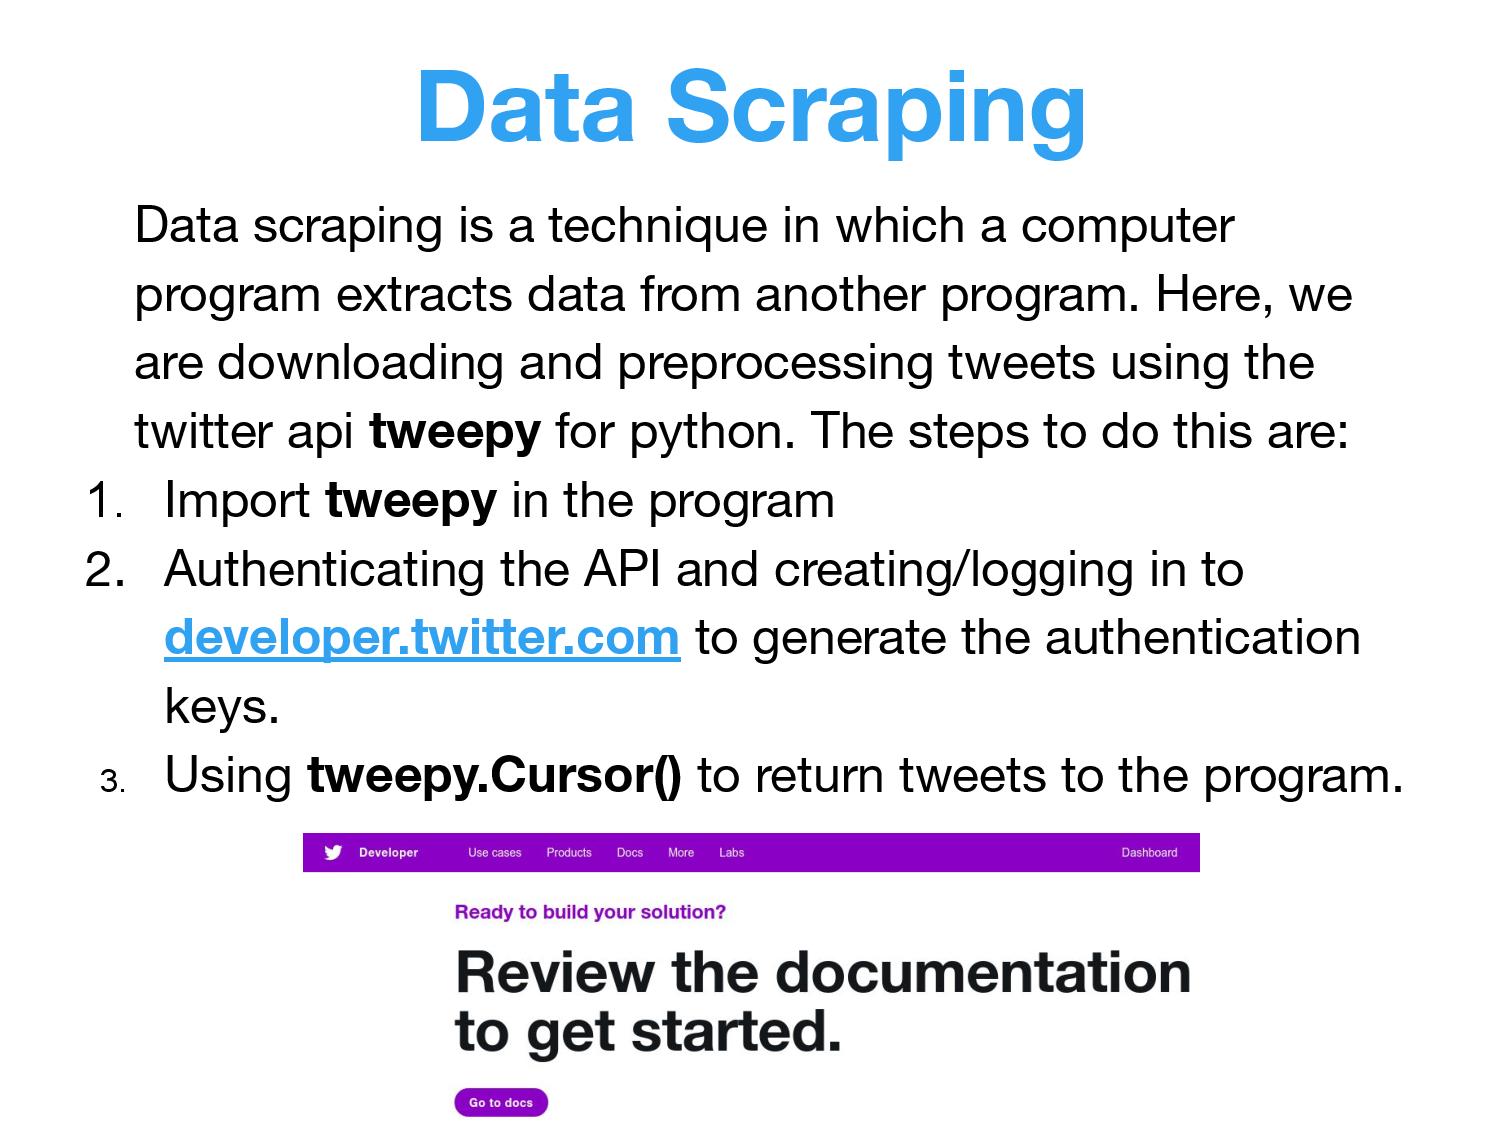 Data Scraping
Data scraping is a technique in which a computer
program extracts data from another program. Here, we
are downloading and preprocessing tweets using the
twitter api tweepy for python. The steps to do this are:
1. Import tweepy in the program
2. Authenticating the API and creating/logging in to
developer.twitter.com to generate the authentication
keys.
3. Using tweepy.Cursor() to return tweets to the program.
Developer Use cases Products Docs More Labs Dashboard
Ready to build your solution?
Review the documentation
to get started.
Go to docs